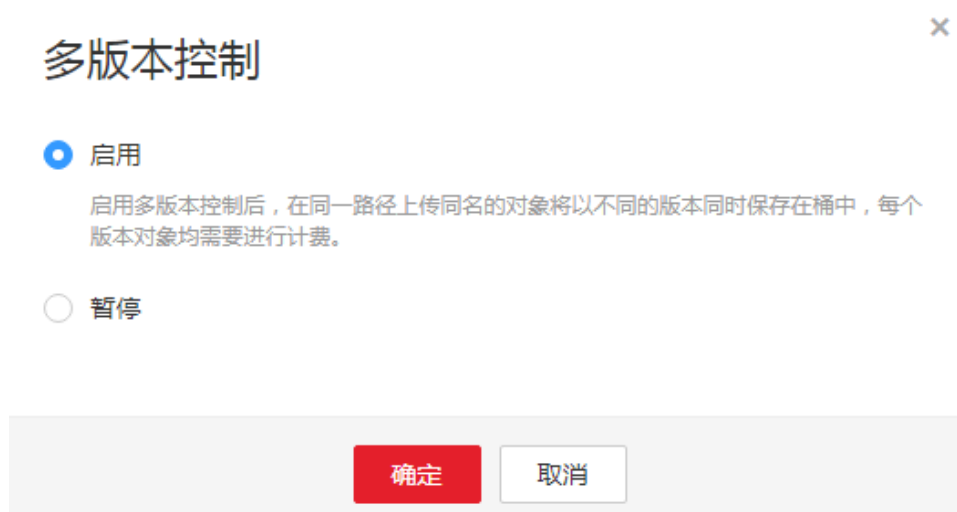 多版本控制
启用
启用多版本控制后，在同一路径上传同名的对象将以不同的版本同时保存在桶中，每个
版本对象均需要进行计费。
暂停
确定
取消